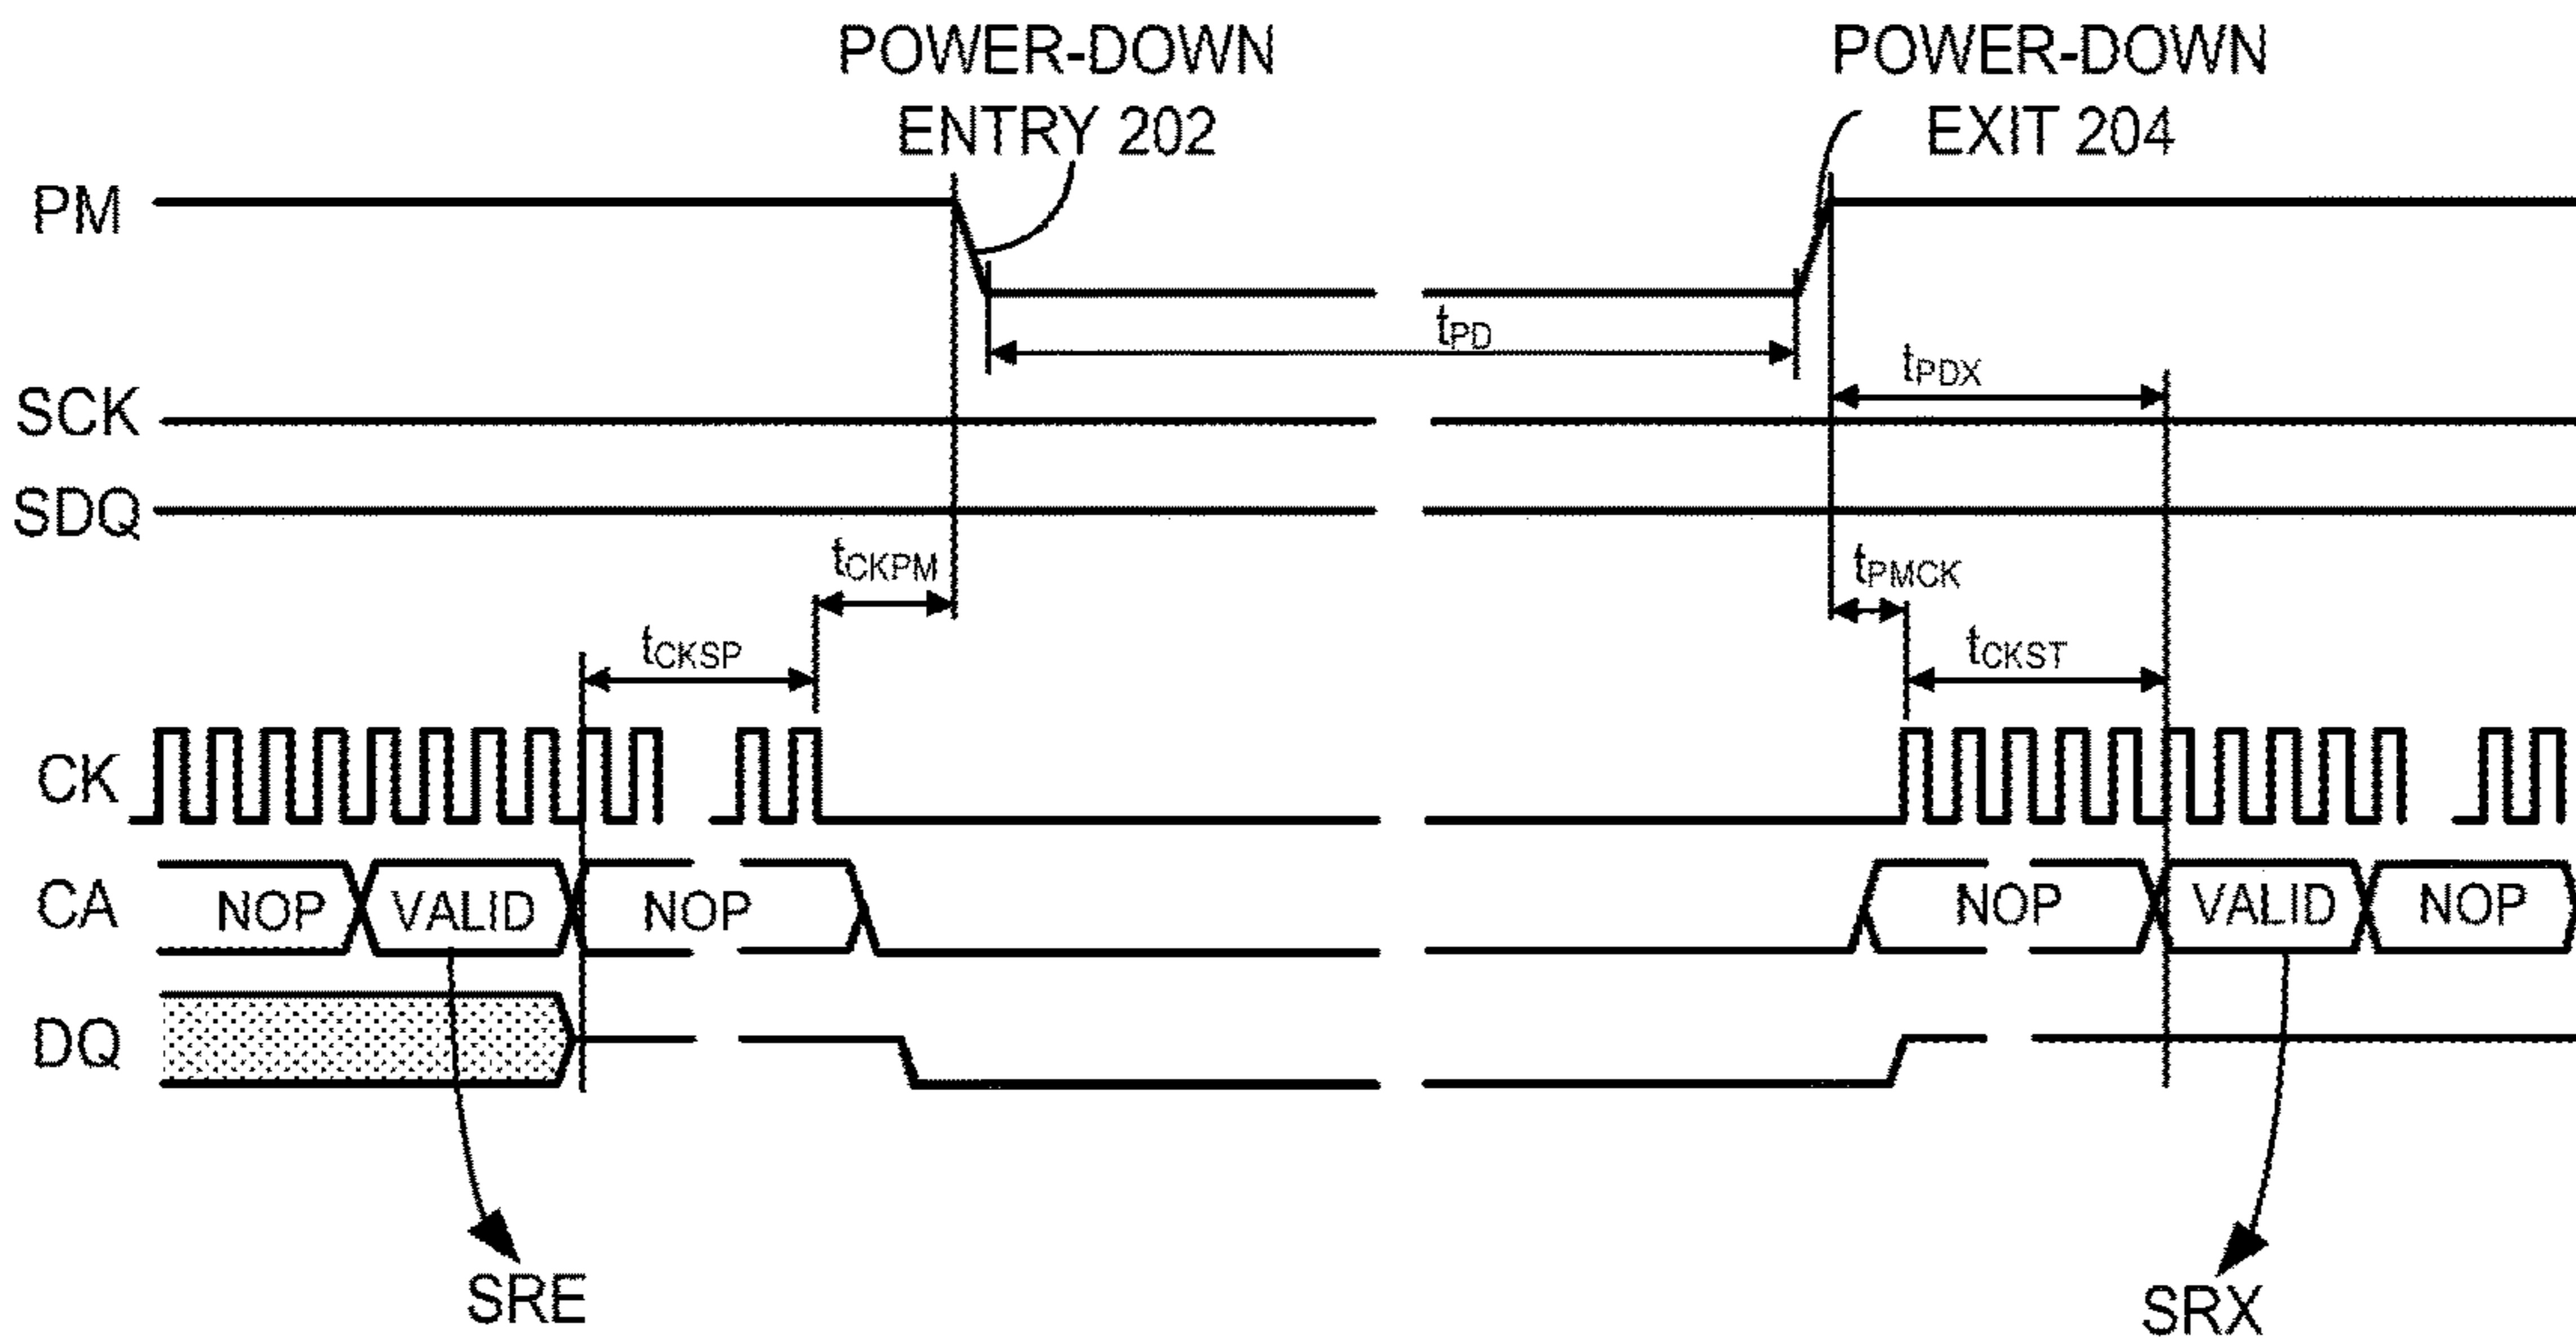 POWER-DOWN
ENTRY 202
POWER-DOWN
EXIT 204
PM
tPD
tPDX
SCK
SDQ
tCKPM
tPMCK
tCKSP
tCKST
CK
CA NOP VALID NOP NOP VALID NOP
DQ
SRE
SRX